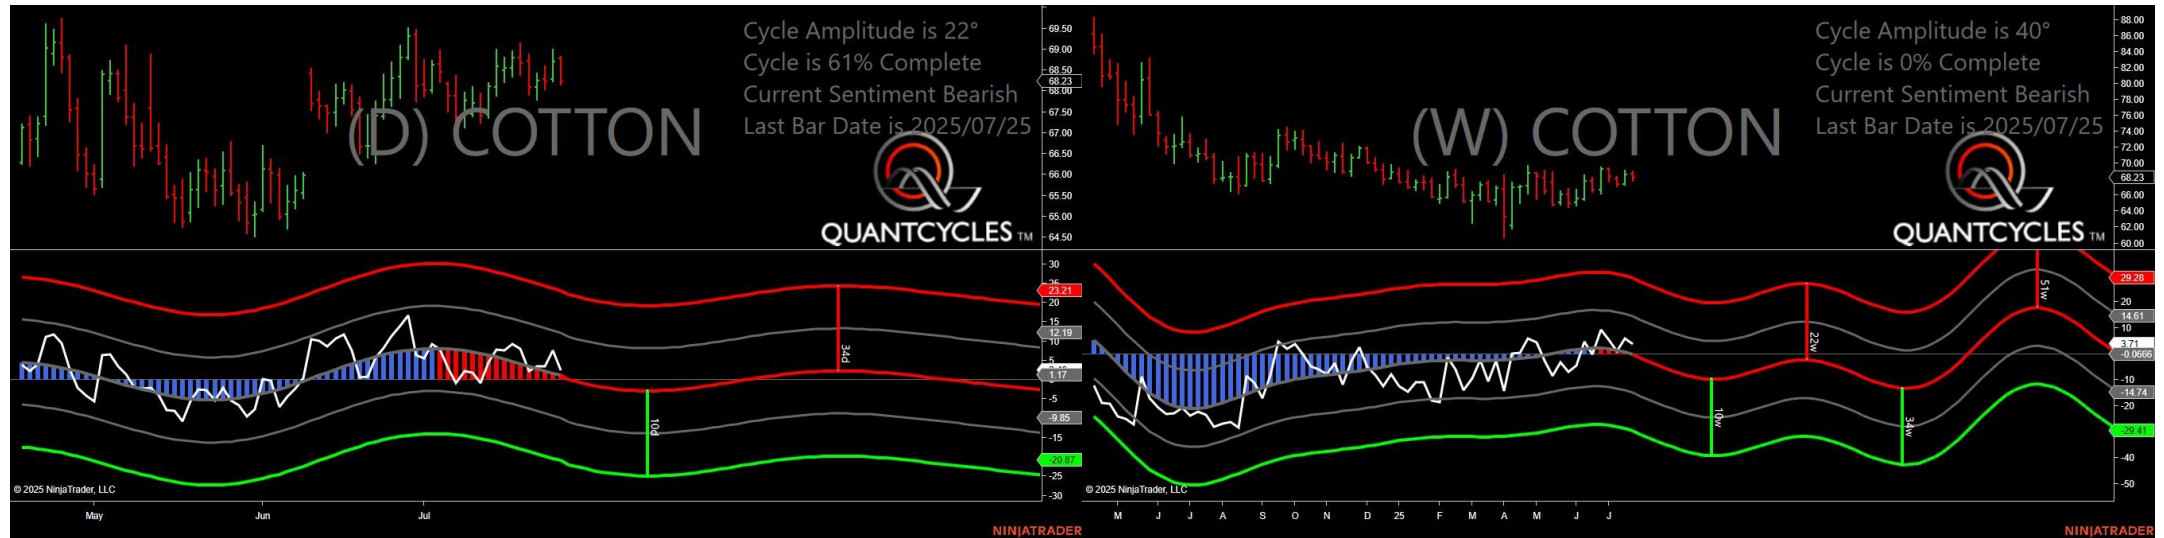 Cycle Amplitude is 22°
Cycle is 61% Complete
Current Sentiment Bearish
Last Bar Date is 2025/07/25
(D) COTTON
QUANTCYCLES TM
69.50
69.00
68.50
68.23
68.00
67.50
67.00
66.50
66.00
65.50
65.00
64.50
30
23.21
20
15
12.19
10
5
1.17
-5
-9.85
-15
-20.87
-25
-30
34d
10d
© 2025 NinjaTrader, LLC
May
Jun
Jul
NINJATRADER
Cycle Amplitude is 40°
Cycle is 0% Complete
Current Sentiment Bearish
Last Bar Date is 2025/07/25
(W) COTTON
QUANTCYCLES TM
88.00
86.00
84.00
82.00
80.00
78.00
76.00
74.00
72.00
70.00
68.23
66.00
64.00
62.00
60.00
29.28
20
14.61
10
3.71
-0.0666
-10
-14.74
-20
-29.41
-40
-50
51w
22w
10w
34w
© 2025 NinjaTrader, LLC
M
J
J
A
S
O
N
D
25
F
M
A
M
J
J
NINJATRADER